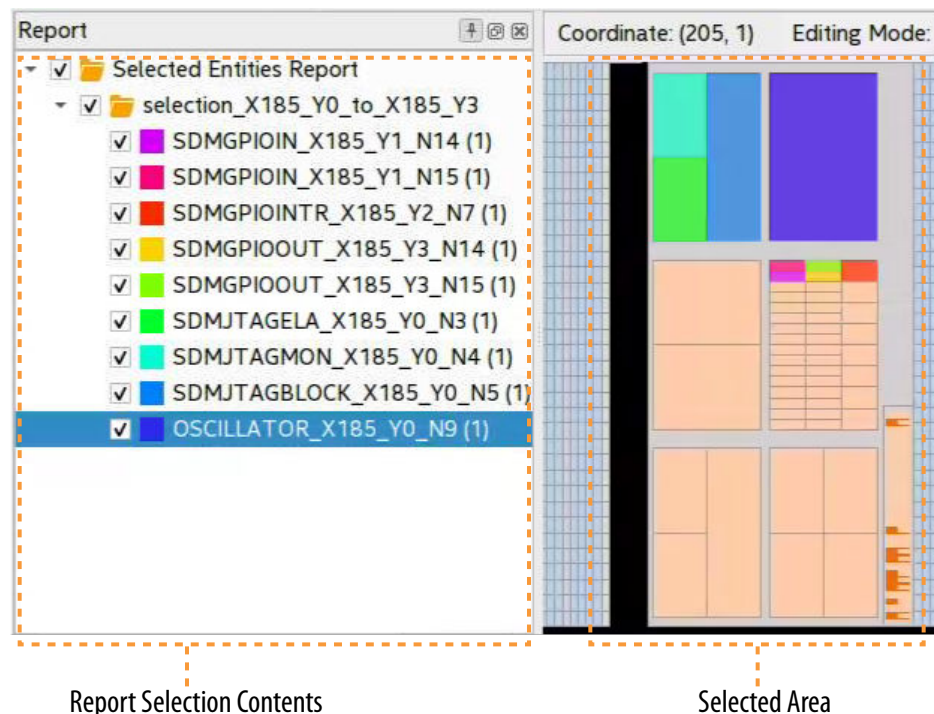 Report
Coordinate: (205, 1) Editing Mode:
Selected Entities Report
selection_X185_Y0_to_X185_Y3
SDMGPIOIN_X185_Y1_N14 (1)
SDMGPIOIN_X185_Y1_N15 (1)
SDMGPIOINTR_X185_Y2_N7 (1)
SDMGPIOOUT_X185_Y3_N14 (1)
SDMGPIOOUT_X185_Y3_N15 (1)
SDMJTAGELA_X185_Y0_N3 (1)
SDMJTAGMON_X185_Y0_N4 (1)
SDMJTAGBLOCK_X185_Y0_N5 (1)
OSCILLATOR_X185_Y0_N9 (1)
Report Selection Contents
Selected Area